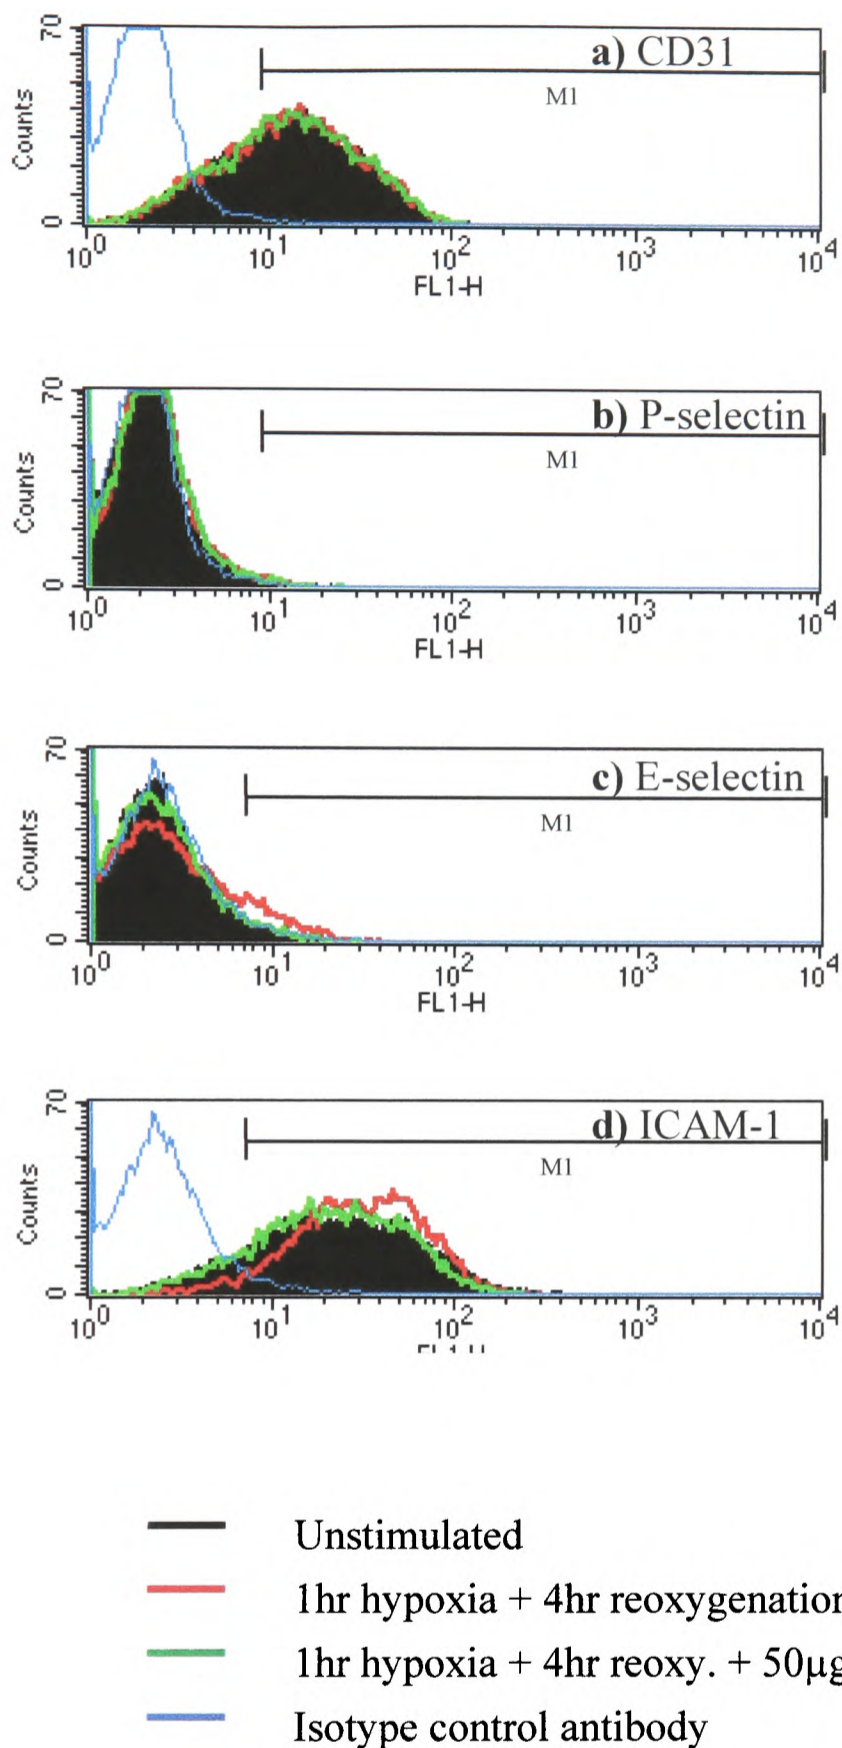 70
a) CD31
M1
Counts
0
10^0 10^1 10^2 10^3 10^4
FL1-H
70
b) P-selectin
M1
Counts
0
10^0 10^1 10^2 10^3 10^4
FL1-H
70
c) E-selectin
M1
Counts
0
10^0 10^1 10^2 10^3 10^4
FL1-H
70
d) ICAM-1
M1
Counts
0
10^0 10^1 10^2 10^3 10^4
Unstimulated
1hr hypoxia + 4hr reoxygenation
1hr hypoxia + 4hr reoxy. + 50µg
Isotype control antibody